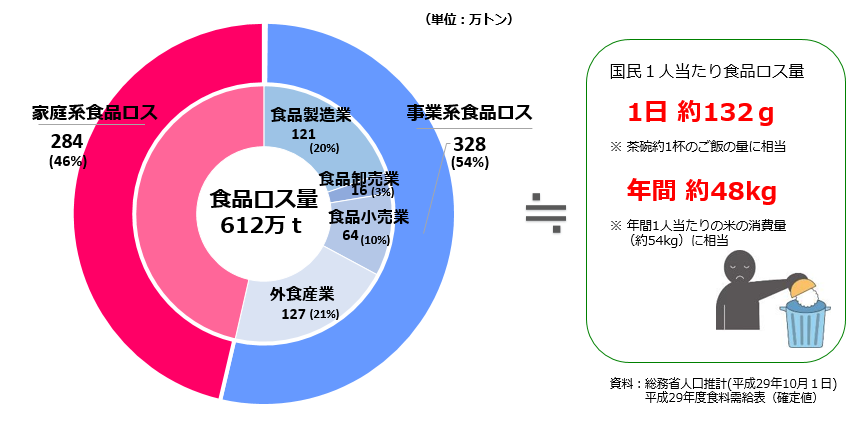 （単位：万トン）
家庭系食品ロス
284
(46%)
食品製造業
121
(20%)
食品卸売業
16 (3%)
食品小売業
64 (10%)
外食産業
127 (21%)
食品ロス量
612万ｔ
事業系食品ロス
328
(54%)
≒
国民１人当たり食品ロス量
1日 約132ｇ
※ 茶碗約1杯のご飯の量に相当
年間 約48kg
※ 年間1人当たりの米の消費量
（約54kg）に相当
資料：総務省人口推計(平成29年10月１日)
平成29年度食料需給表（確定値）